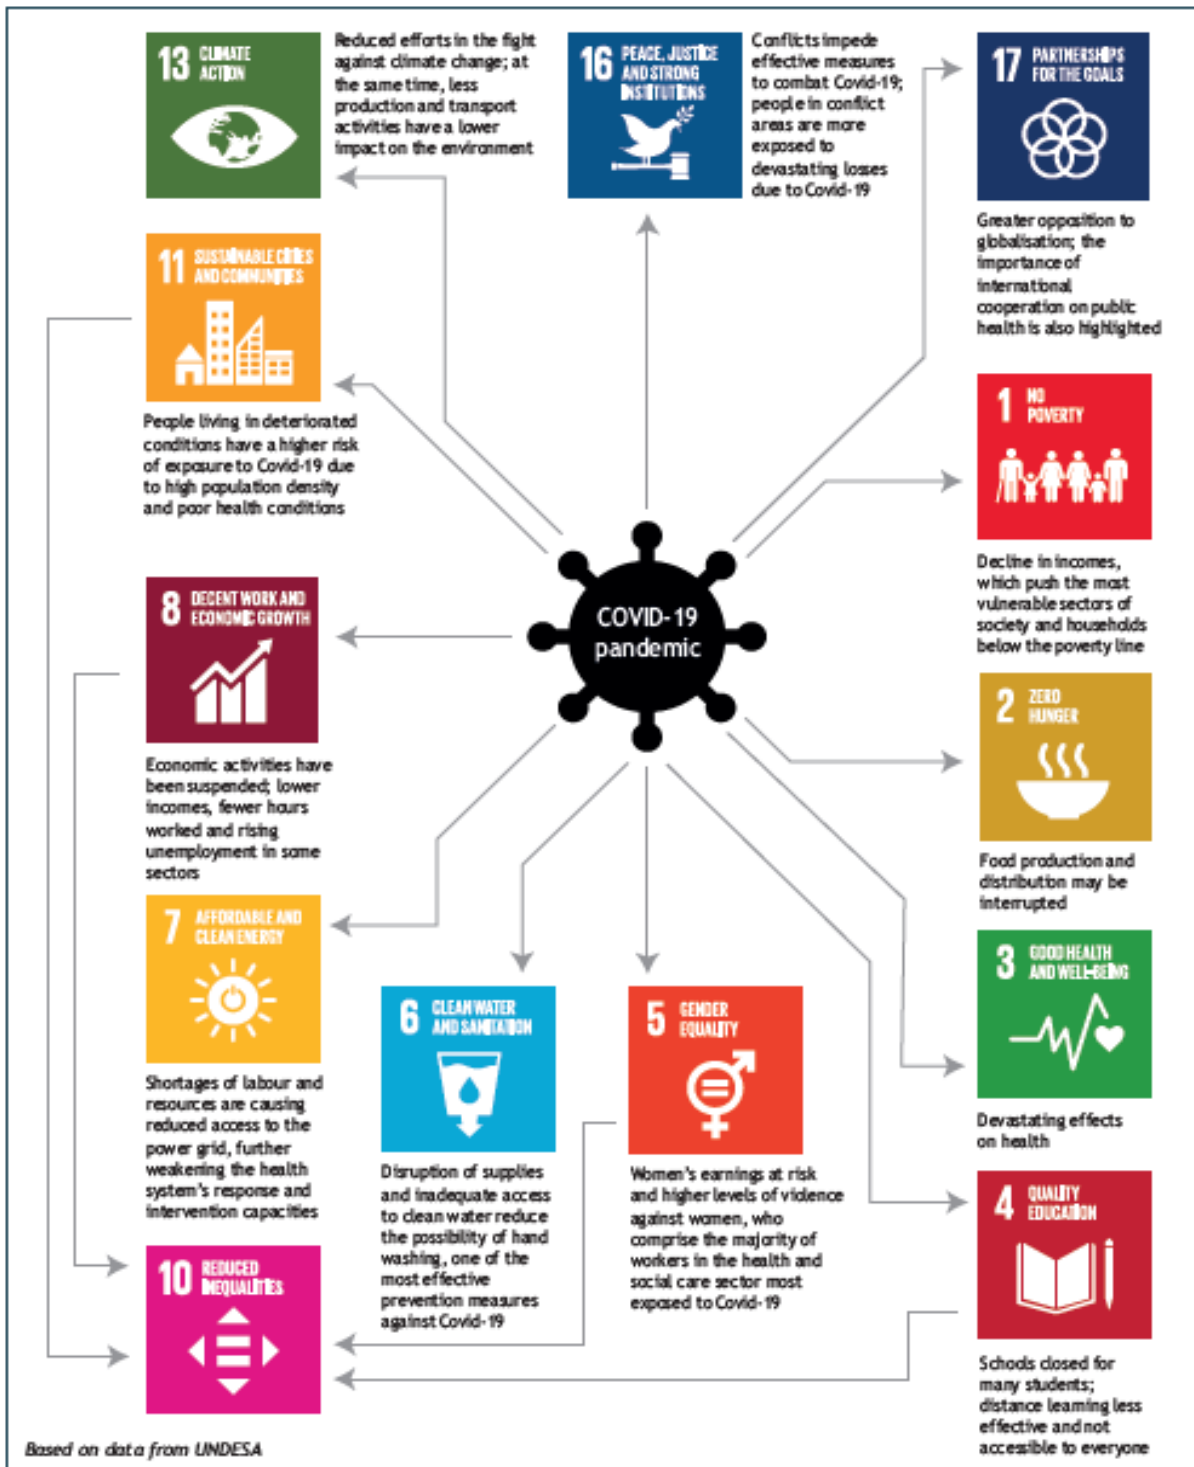 13 CLIMATE
ACTION
Reduced efforts in the fight
against climate change; at
the same time, less
production and transport
activities have a lower
impact on the environment
16 PEACE, JUSTICE
AND STRONG
INSTITUTIONS
Conflicts impede
effective measures
to combat Covid-19;
people in conflict
areas are more
exposed to
devastating losses
due to Covid-19
17 PARTNERSHIPS
FOR THE GOALS
Greater opposition to
globalisation; the
importance of
international
cooperation on public
health is also highlighted
11 SUSTAINABLE CITIES
AND COMMUNITIES
People living in deteriorated
conditions have a higher risk
of exposure to Covid-19 due
to high population density
and poor health conditions
1 NO
POVERTY
Decline in incomes,
which push the most
vulnerable sectors of
society and households
below the poverty line
COVID-19
pandemic
8 DECENT WORK AND
ECONOMIC GROWTH
Economic activities have
been suspended; lower
incomes, fewer hours
worked and rising
unemployment in some
sectors
2 ZERO
HUNGER
Food production and
distribution may be
interrupted
7 AFFORDABLE AND
CLEAN ENERGY
Shortages of labour and
resources are causing
reduced access to the
power grid, further
weakening the health
system's response and
intervention capacities
6 CLEAN WATER
AND SANITATION
Disruption of supplies
and inadequate access
to clean water reduce
the possibility of hand
washing, one of the
most effective
prevention measures
against Covid-19
5 GENDER
EQUALITY
Women's earnings at risk
and higher levels of violence
against women, who
comprise the majority of
workers in the health and
social care sector most
exposed to Covid-19
3 GOOD HEALTH
AND WELL-BEING
Devastating effects
on health
4 QUALITY
EDUCATION
Schools closed for
many students;
distance learning less
effective and not
accessible to everyone
10 REDUCED
INEQUALITIES
Based on data from UNDESA